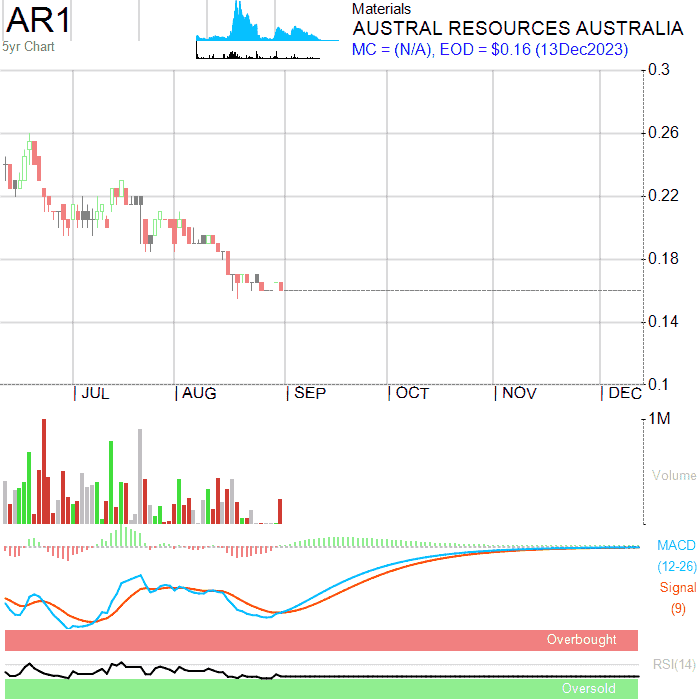 AR1
5yr Chart
Materials
AUSTRAL RESOURCES AUSTRALIA
MC = (N/A), EOD = $0.16 (13Dec2023)
0.3
0.26
0.22
0.18
0.14
0.1
JUL AUG SEP OCT NOV DEC
1M
Volume
MACD
(12-26)
Signal
(9)
Overbought
RSI(14)
Oversold